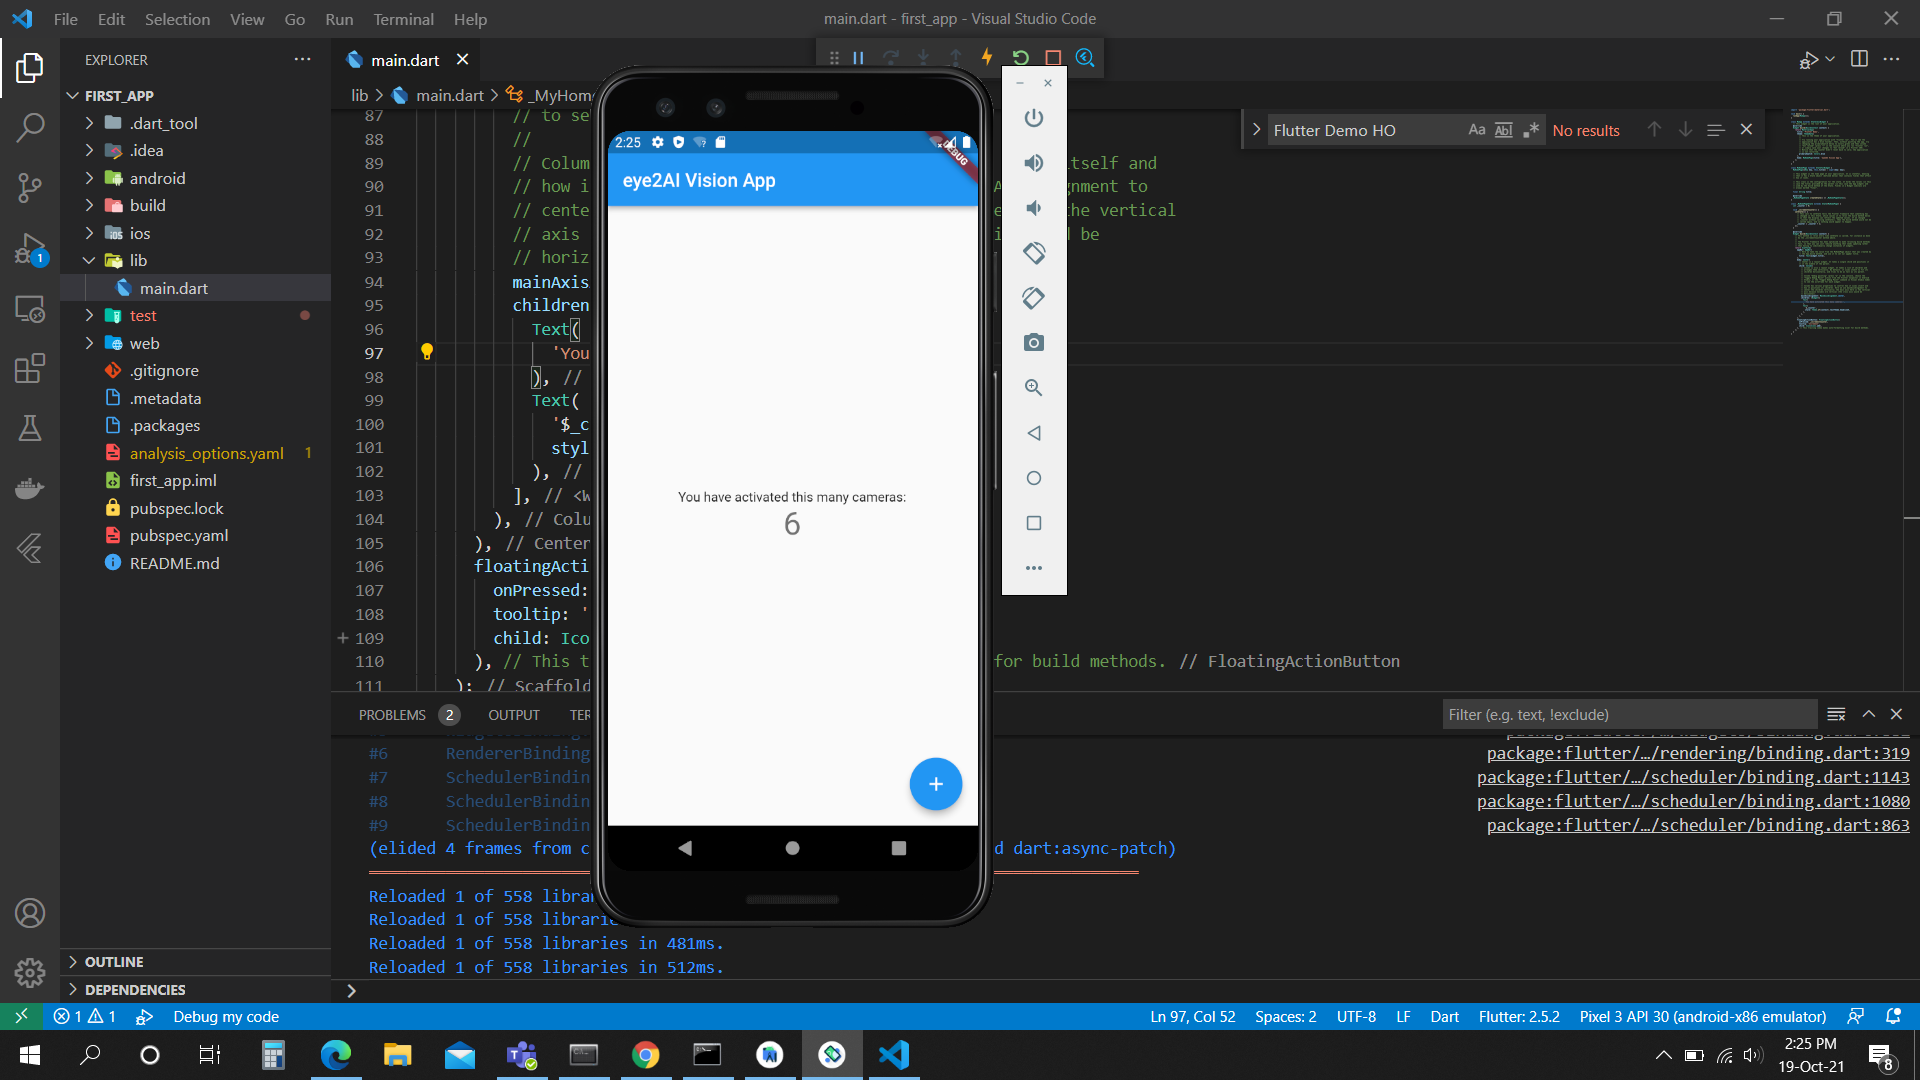 File Edit Selection View Go Run Terminal Help
main.dart - first_app - Visual Studio Code
EXPLORER
FIRST_APP
.dart_tool
.idea
android
build
ios
lib
main.dart
test
web
.gitignore
.metadata
.packages
analysis_options.yaml 1
first_app.iml
pubspec.lock
pubspec.yaml
README.md
OUTLINE
DEPENDENCIES
1
main.dart
lib > main.dart > _MyHom
Flutter Demo HO Aa Abl No results
87 // to se
88 //
89 // Colum itself and
90 // how i A gnment to
91 // cente e the vertical
92 // axis i d be
93 // horiz
94 mainAxis
95 children
96 Text(
97 'You
98 ), //
99 Text(
100 '$_c
101 styl
102 ), //
103 ], // <W
104 ), // Colu
105 ), // Center
106 floatingActi
107 onPressed:
108 tooltip: '
109 child: Ico
110 ), // This t for build methods. // FloatingActionButton
111 ); // Scaffold
2:25
DEBUG
eye2AI Vision App
You have activated this many cameras:
6
+
PROBLEMS 2 OUTPUT TER
Filter (e.g. text, !exclude)
#6 RendererBinding package:flutter/…/rendering/binding.dart:319
#7 SchedulerBindin package:flutter/…/scheduler/binding.dart:1143
#8 SchedulerBindin package:flutter/…/scheduler/binding.dart:1080
#9 SchedulerBindin package:flutter/…/scheduler/binding.dart:863
(elided 4 frames from c d dart:async-patch)
Reloaded 1 of 558 librar
Reloaded 1 of 558 librarie
Reloaded 1 of 558 libraries in 481ms.
Reloaded 1 of 558 libraries in 512ms.
1 1 Debug my code
Ln 97, Col 52 Spaces: 2 UTF-8 LF Dart Flutter: 2.5.2 Pixel 3 API 30 (android-x86 emulator)
2:25 PM
19-Oct-21
8